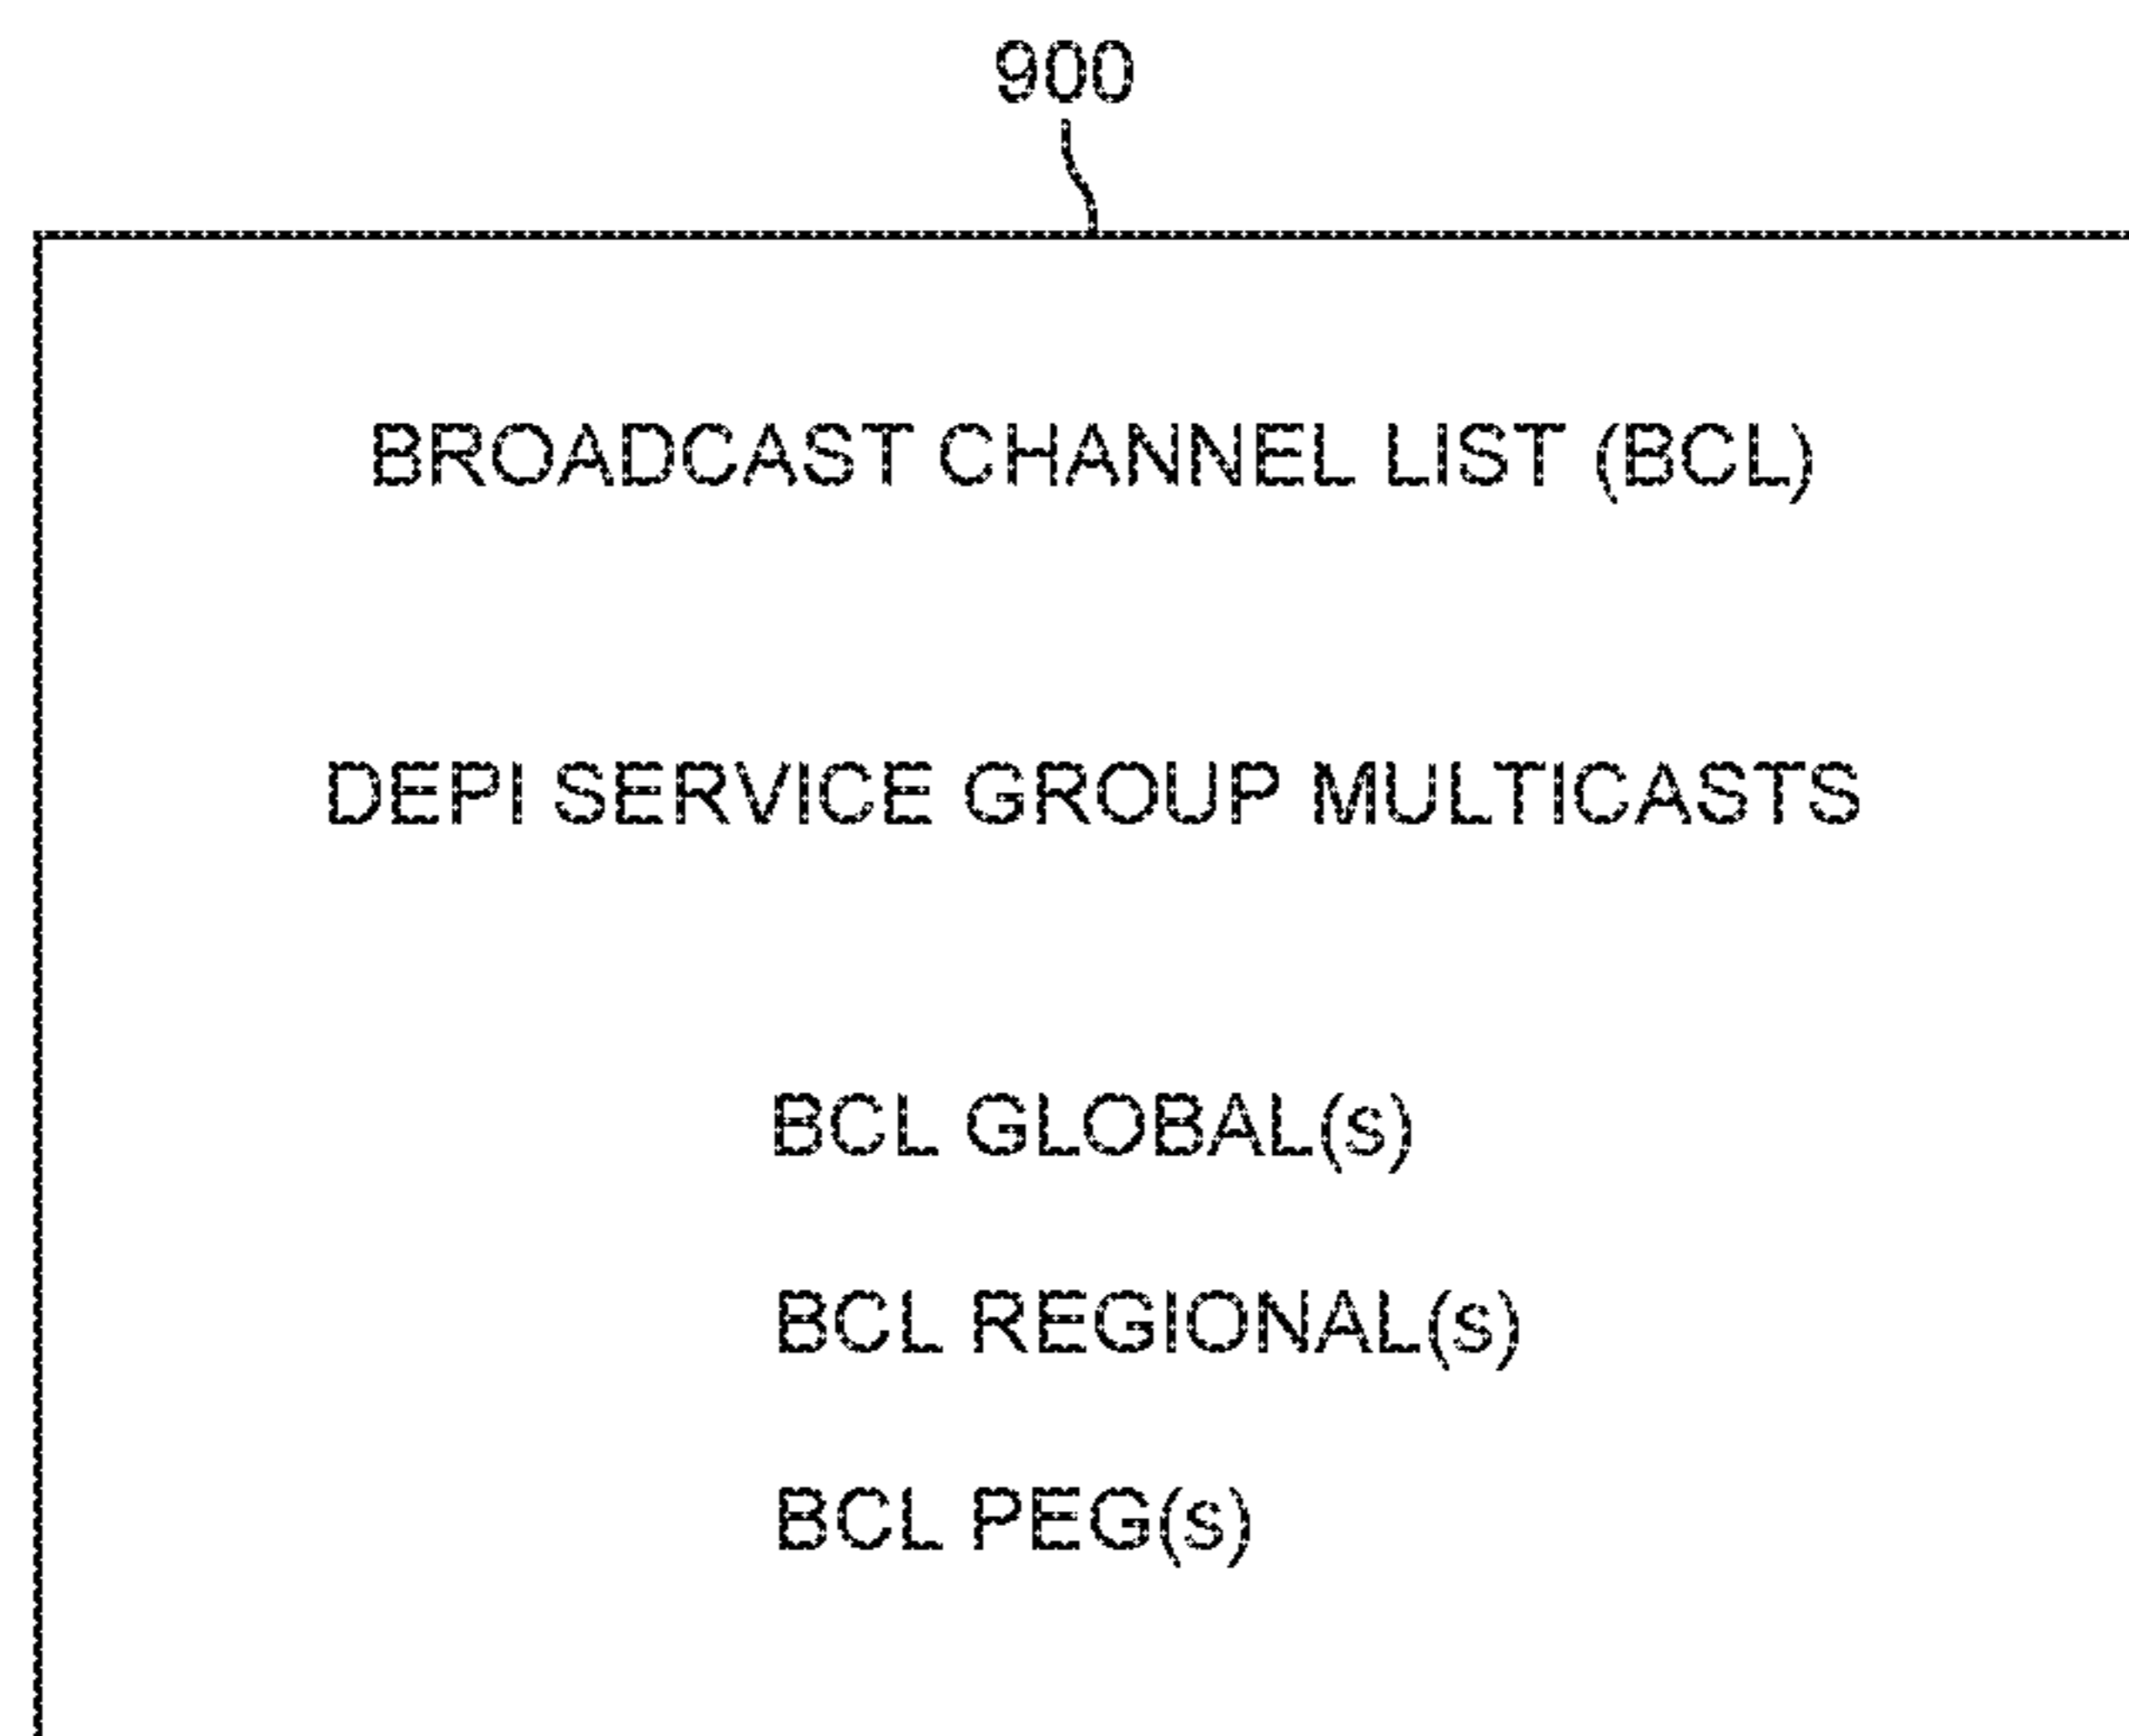 900
BROADCAST CHANNEL LIST (BCL)
DEPI SERVICE GROUP MULTICASTS
BCL GLOBAL(s)
BCL REGIONAL(s)
BCL PEG(s)